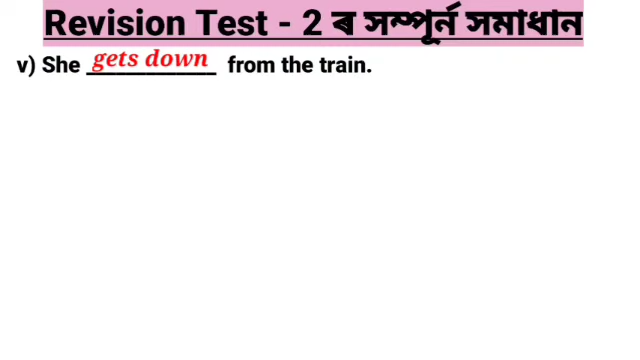 Revision Test - 2 ৰ সম্পূৰ্ন সমাধান
v) She gets down from the train.